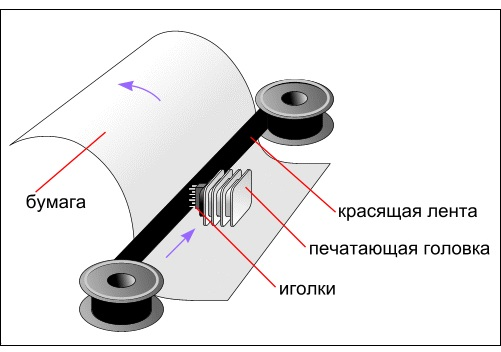 бумага
красящая лента
печатающая головка
иголки